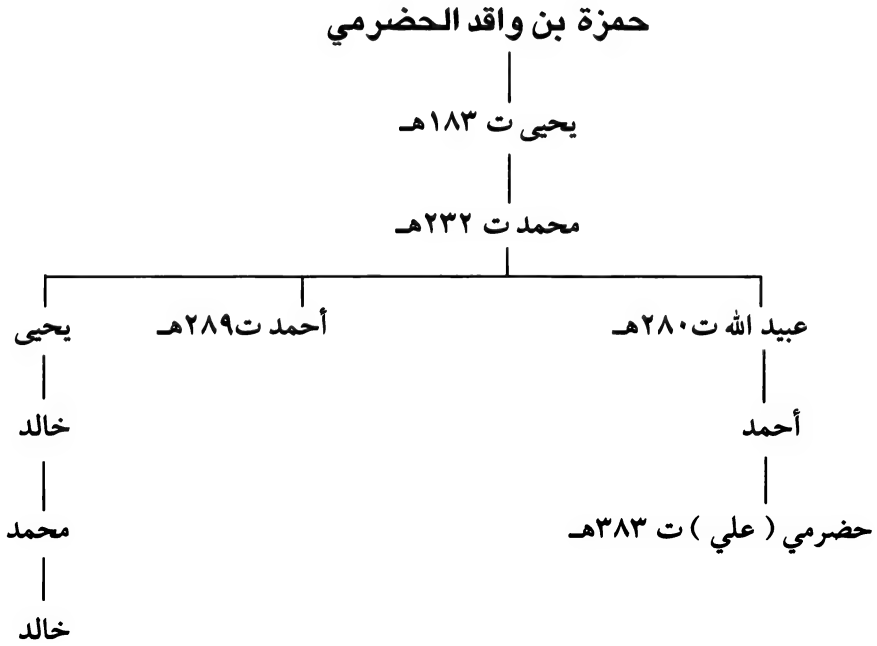 حمزة بن واقد الحضرمي
يحيى ت ١٨٣هـ
محمد ت ٢٣٢هـ
عبيد الله ت٢٨٠هـ أحمد ت٢٨٩هـ يحيى
أحمد خالد
حضرمي ( علي ) ت ٣٨٣هـ محمد
خالد